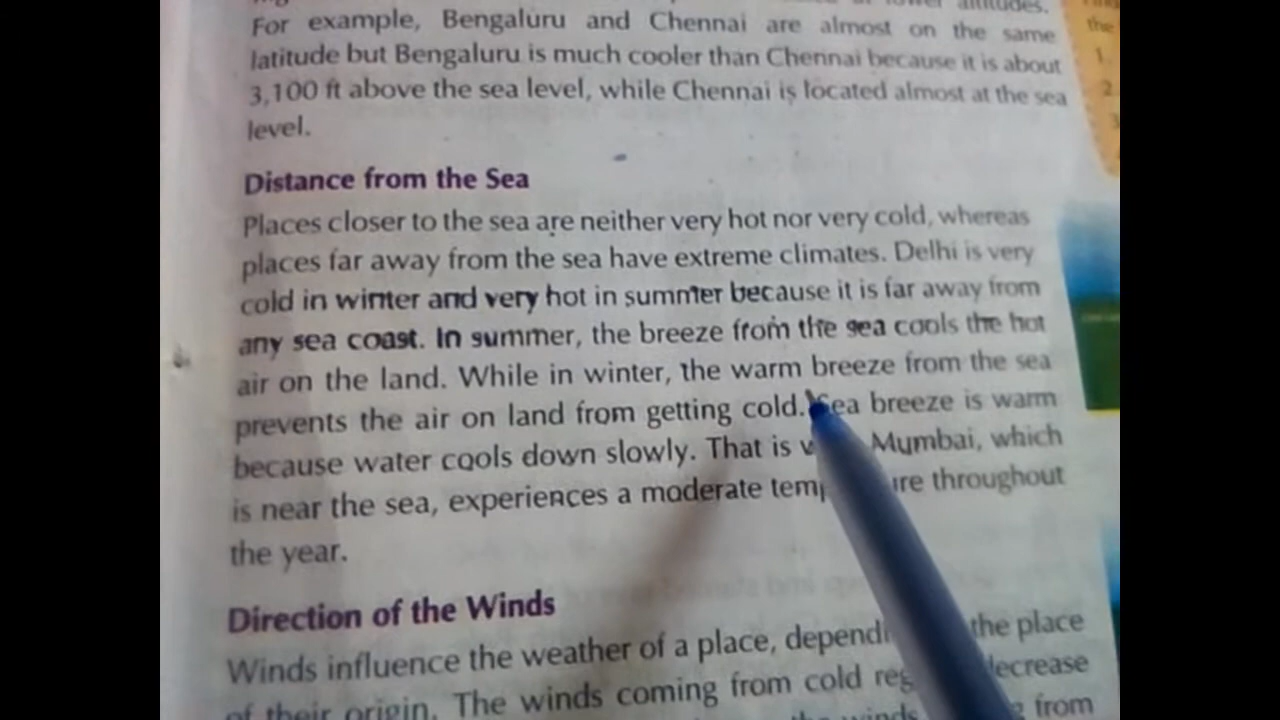 For example, Bengaluru and Chennai are almost on the same
latitude but Bengaluru is much cooler than Chennai because it is about
3,100 ft above the sea level, while Chennai is located almost at the sea
level.
Distance from the Sea
Places closer to the sea are neither very hot nor very cold, whereas
places far away from the sea have extreme climates. Delhi is very
cold in winter and very hot in summer because it is far away from
any sea coast. In summer, the breeze from the sea cools the hot
air on the land. While in winter, the warm breeze from the sea
prevents the air on land from getting cold. Sea breeze is warm
because water cools down slowly. That is Mumbai, which
is near the sea, experiences a moderate throughout
the year.
Direction of the Winds
Winds influence the weather of a place, the place
of their origin. The winds coming from cold decrease
the winds from
the
1.
2.